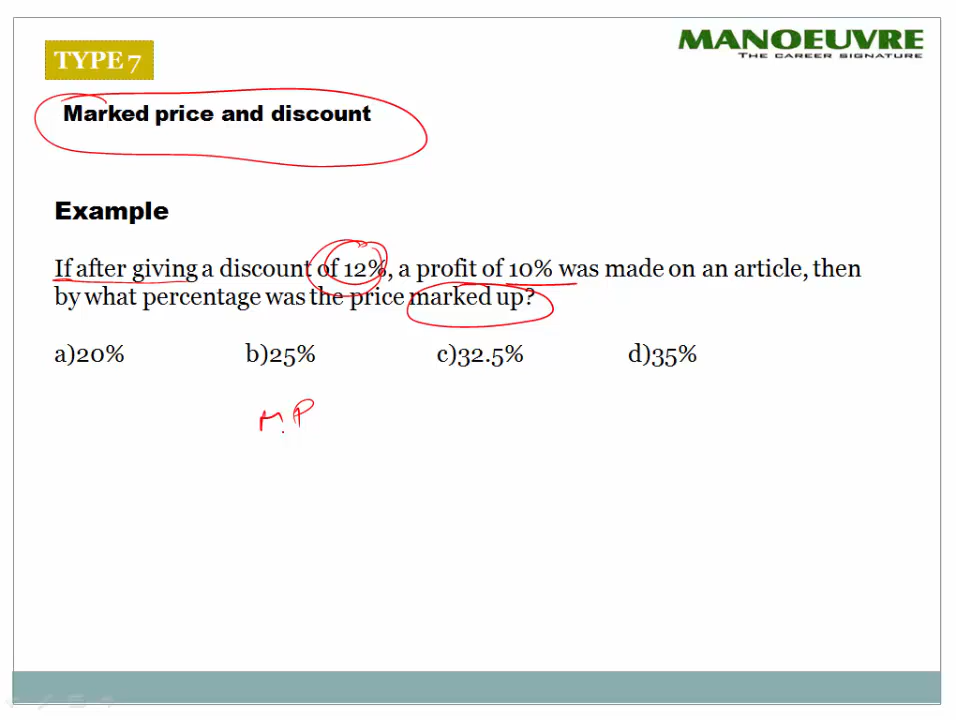 MANOEUVRE
THE CAREER SIGNATURE
TYPE 7
Marked price and discount
Example
If after giving a discount of 12%, a profit of 10% was made on an article, then
by what percentage was the price marked up?
a)20% b)25% c)32.5% d)35%
M.P